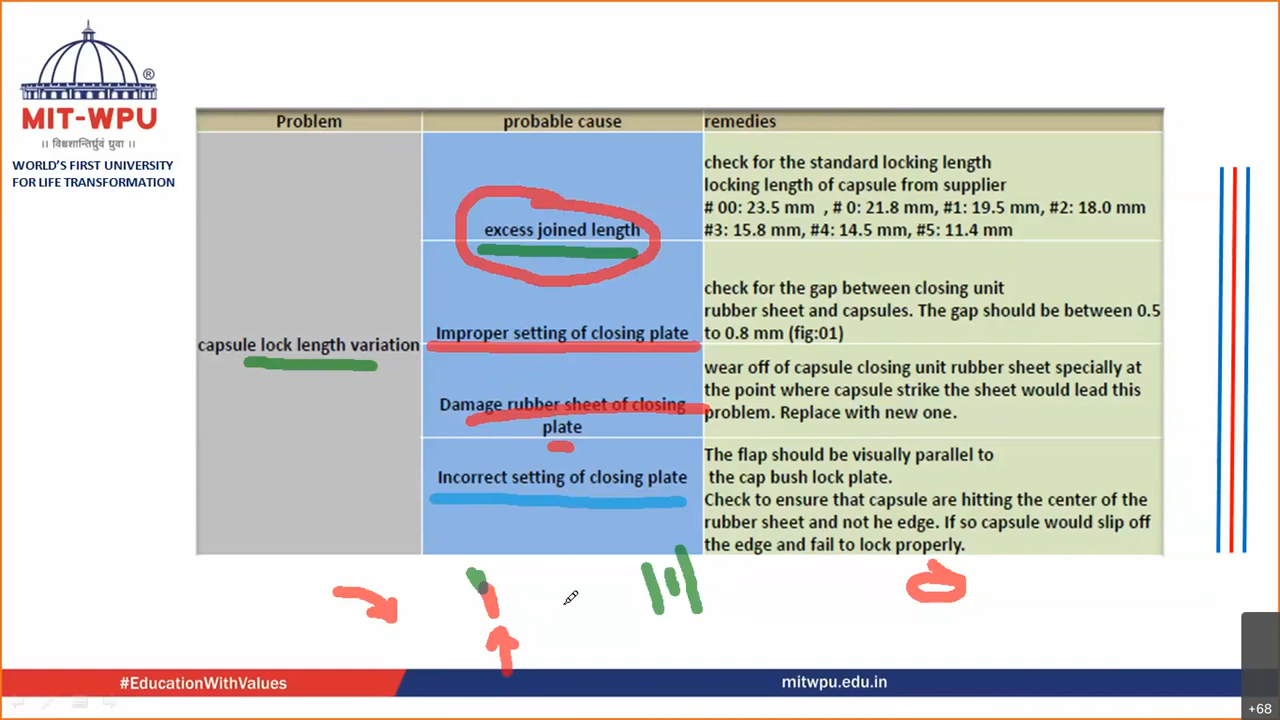 ®
MIT-WPU
।। विश्वशान्तिर्ध्रुवं ध्रुवा ।।
WORLD'S FIRST UNIVERSITY
FOR LIFE TRANSFORMATION
Problem
probable cause
remedies
capsule lock length variation
excess joined length
check for the standard locking length
locking length of capsule from supplier
# 00: 23.5 mm , # 0: 21.8 mm, #1: 19.5 mm, #2: 18.0 mm
#3: 15.8 mm, #4: 14.5 mm, #5: 11.4 mm
Improper setting of closing plate
check for the gap between closing unit
rubber sheet and capsules. The gap should be between 0.5
to 0.8 mm (fig:01)
Damage rubber sheet of closing
plate
wear off of capsule closing unit rubber sheet specially at
the point where capsule strike the sheet would lead this
problem. Replace with new one.
Incorrect setting of closing plate
The flap should be visually parallel to
the cap bush lock plate.
Check to ensure that capsule are hitting the center of the
rubber sheet and not he edge. If so capsule would slip off
the edge and fail to lock properly.
#EducationWithValues
mitwpu.edu.in
+68